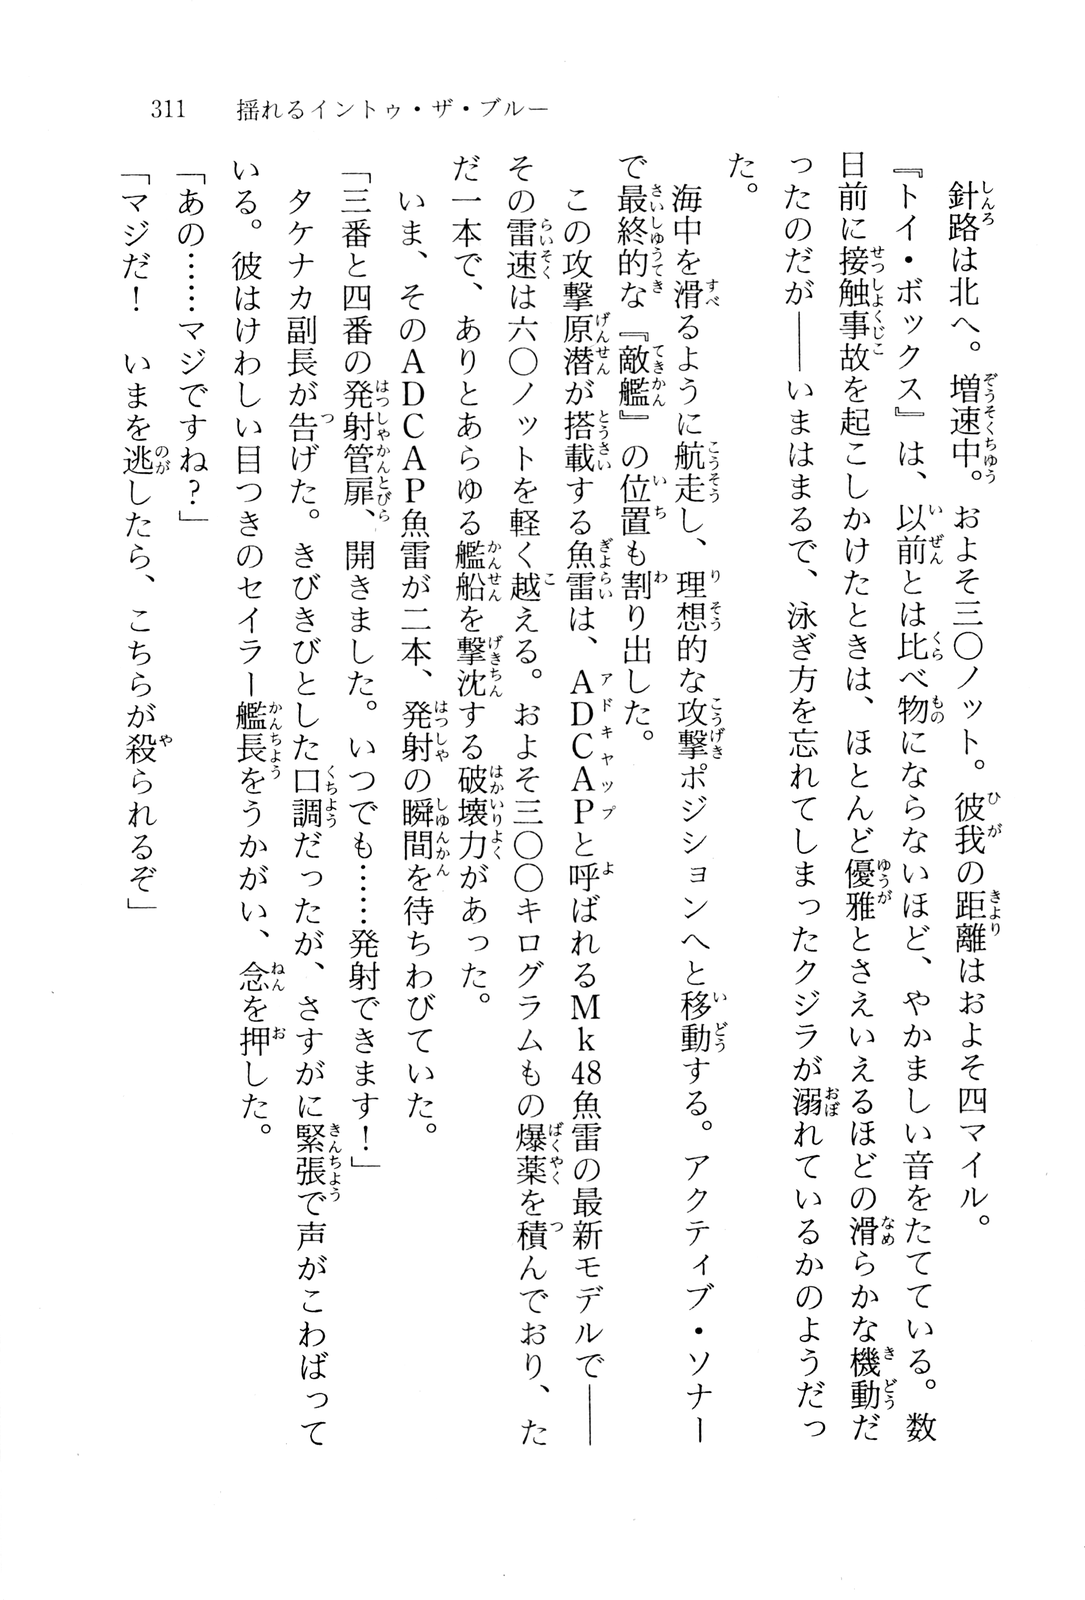 311　揺れるイントゥ・ザ・ブルー
　針路は北へ。増速中。およそ三〇ノット。彼我の距離はおよそ四マイル。
『トイ・ボックス』は、以前とは比べ物にならないほど、やかましい音をたてている。数
日前に接触事故を起こしかけたときは、ほとんど優雅とさえいえるほどの滑らかな機動だ
ったのだが――いまはまるで、泳ぎ方を忘れてしまったクジラが溺れているかのようだっ
た。
　海中を滑るように航走し、理想的な攻撃ポジションへと移動する。アクティブ・ソナー
で最終的な『敵艦』の位置も割り出した。
　この攻撃原潜が搭載する魚雷は、ADCAPと呼ばれるMk48魚雷の最新モデルで――
その雷速は六〇ノットを軽く越える。およそ三〇〇キログラムもの爆薬を積んでおり、た
だ一本で、ありとあらゆる艦船を撃沈する破壊力があった。
　いま、そのADCAP魚雷が二本、発射の瞬間を待ちわびていた。
「三番と四番の発射管扉、開きました。いつでも……発射できます！」
　タケナカ副長が告げた。きびきびとした口調だったが、さすがに緊張で声がこわばって
いる。彼はけわしい目つきのセイラー艦長をうかがい、念を押した。
「あの……マジですね？」
「マジだ！　いまを逃したら、こちらが殺られるぞ」